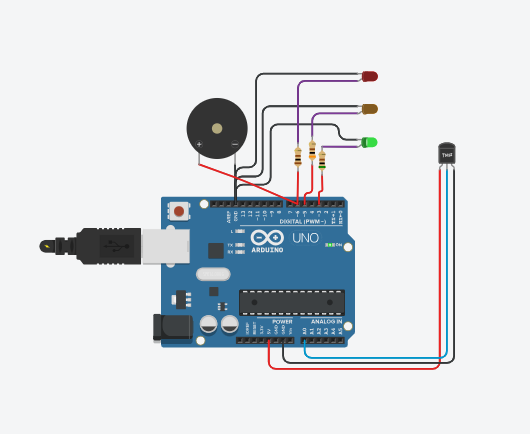 +
−
TMP
AREF
GND
13
12
~11
~10
~9
8
7
~6
~5
4
~3
2
TX→1
RX←0
DIGITAL (PWM~)
L
TX
RX
UNO
ARDUINO
ON
POWER
ANALOG IN
IOREF
RESET
3.3V
5V
GND
GND
Vin
A0
A1
A2
A3
A4
A5